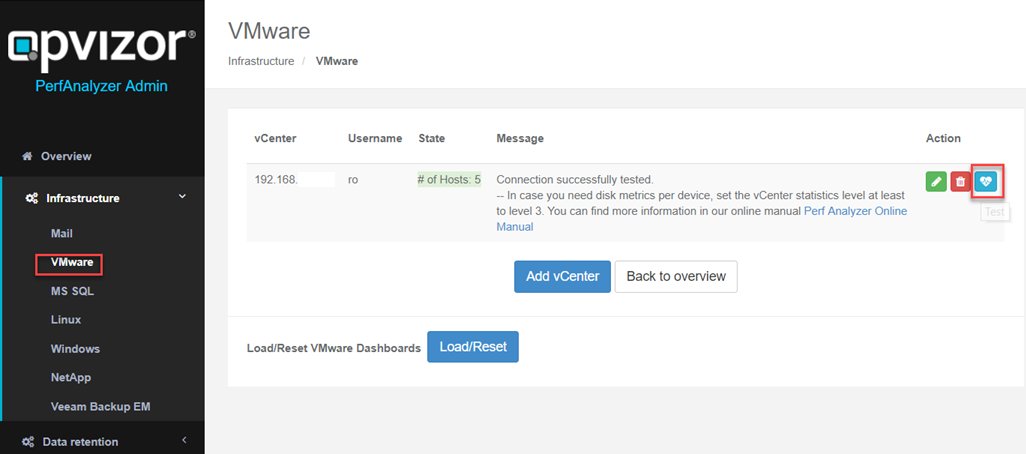 opvizor®
PerfAnalyzer Admin
Overview
Infrastructure
Mail
VMware
MS SQL
Linux
Windows
NetApp
Veeam Backup EM
Data retention
VMware
Infrastructure / VMware
vCenter Username State Message Action
192.168. ro # of Hosts: 5 Connection successfully tested.
-- In case you need disk metrics per device, set the vCenter statistics level at least
to level 3. You can find more information in our online manual Perf Analyzer Online
Manual
Test
Add vCenter Back to overview
Load/Reset VMware Dashboards Load/Reset